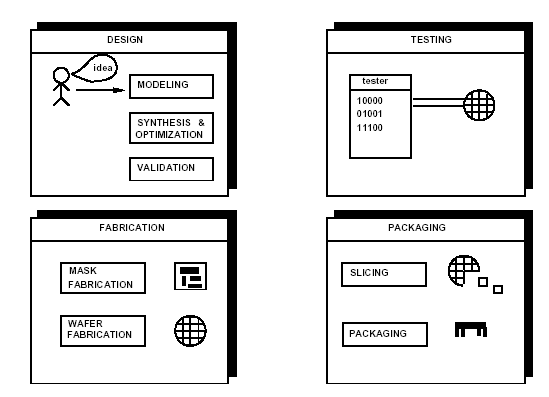 DESIGN
idea
MODELING
SYNTHESIS &
OPTIMIZATION
VALIDATION
TESTING
tester
10000
01001
11100
FABRICATION
MASK
FABRICATION
WAFER
FABRICATION
PACKAGING
SLICING
PACKAGING